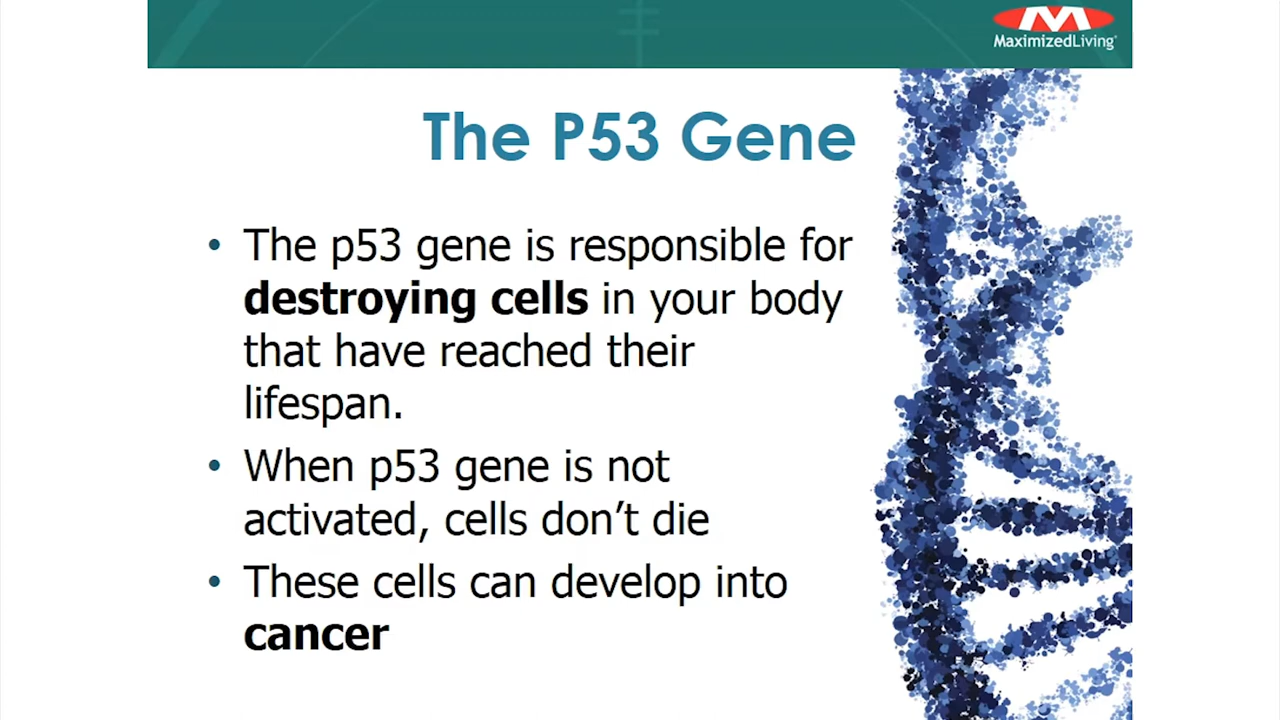 MaximizedLiving
The P53 Gene
• The p53 gene is responsible for
destroying cells in your body
that have reached their
lifespan.
• When p53 gene is not
activated, cells don’t die
• These cells can develop into
cancer